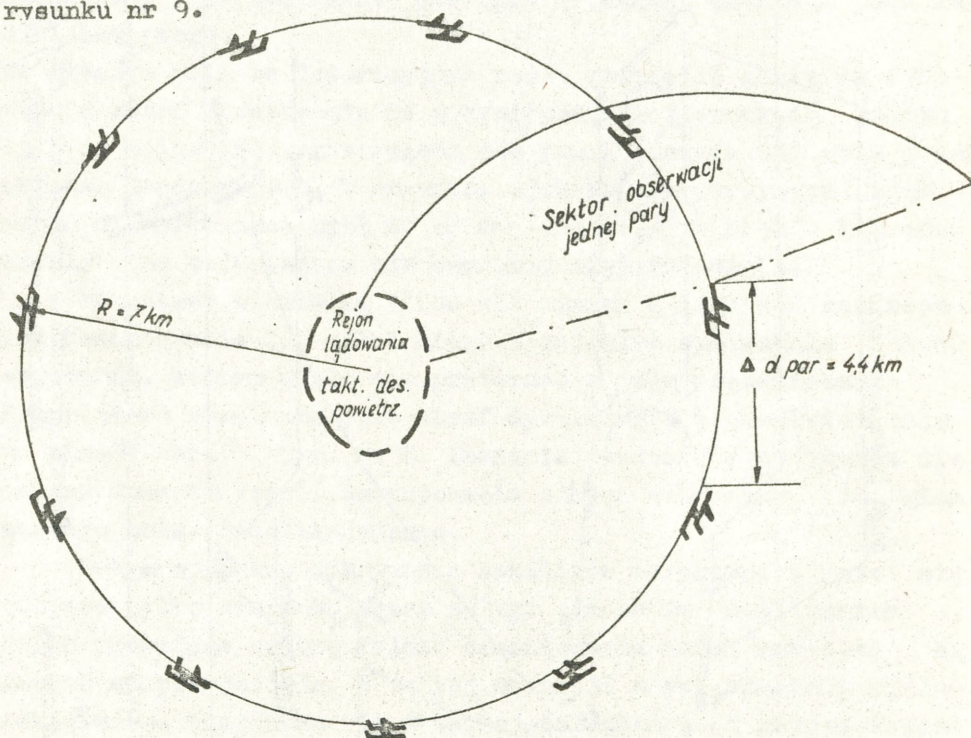 rysunku nr 9.
Sektor obserwacji
jednej pary
R = 7 km
Rejon
lądowania
takt. des.
powietrz.
Δ d par = 4,4 km